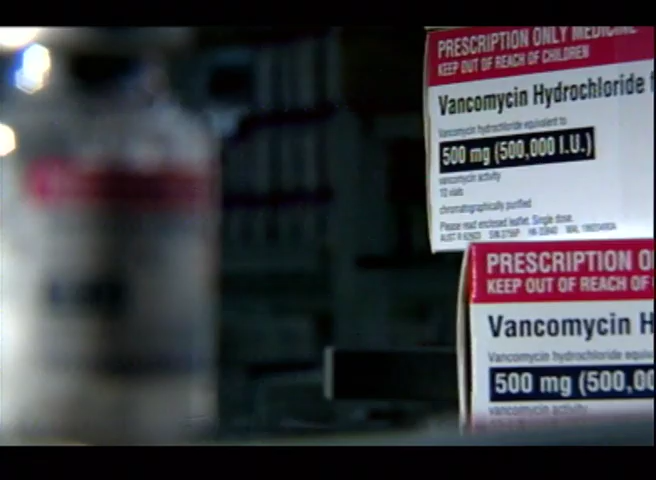 PRESCRIPTION ONLY MEDICINE
KEEP OUT OF REACH OF CHILDREN
Vancomycin Hydrochloride f
Vancomycin hydrochloride equivalent to
500 mg (500,000 I.U.)
vancomycin activity
10 vials
chromatographically purified
Please read enclosed leaflet. Single dose.
PRESCRIPTION O
KEEP OUT OF REACH OF
Vancomycin H
Vancomycin hydrochloride equiv
500 mg (500,00
vancomycin activity